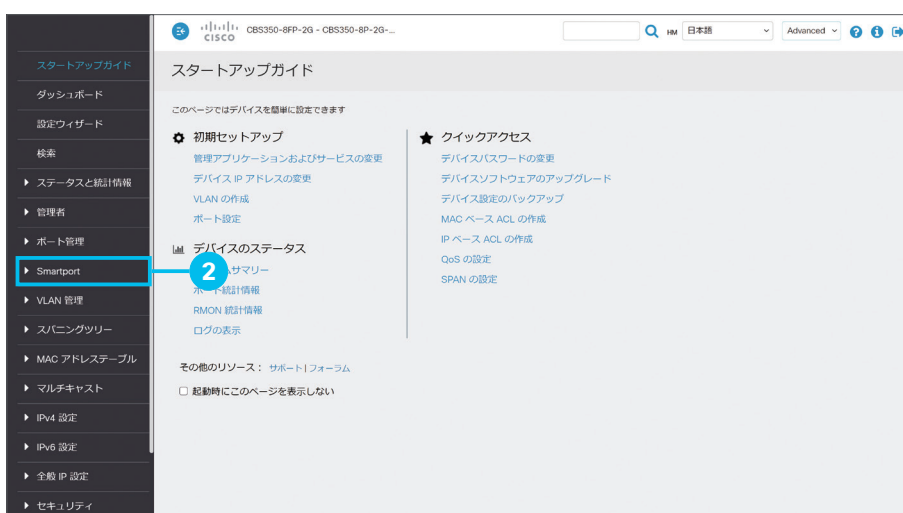 CISCO
CBS350-8FP-2G - CBS350-8P-2G-...
HM
日本語
Advanced
スタートアップガイド
ダッシュボード
設定ウィザード
検索
ステータスと統計情報
管理者
ポート管理
Smartport
VLAN 管理
スパニングツリー
MAC アドレステーブル
マルチキャスト
IPv4 設定
IPv6 設定
全般 IP 設定
セキュリティ
スタートアップガイド
このページではデバイスを簡単に設定できます
初期セットアップ
管理アプリケーションおよびサービスの変更
デバイス IP アドレスの変更
VLAN の作成
ポート設定
デバイスのステータス
2
サマリー
ポート統計情報
RMON 統計情報
ログの表示
クイックアクセス
デバイスパスワードの変更
デバイスソフトウェアのアップグレード
デバイス設定のバックアップ
MAC ベース ACL の作成
IP ベース ACL の作成
QoS の設定
SPAN の設定
その他のリソース： サポート | フォーラム
起動時にこのページを表示しない